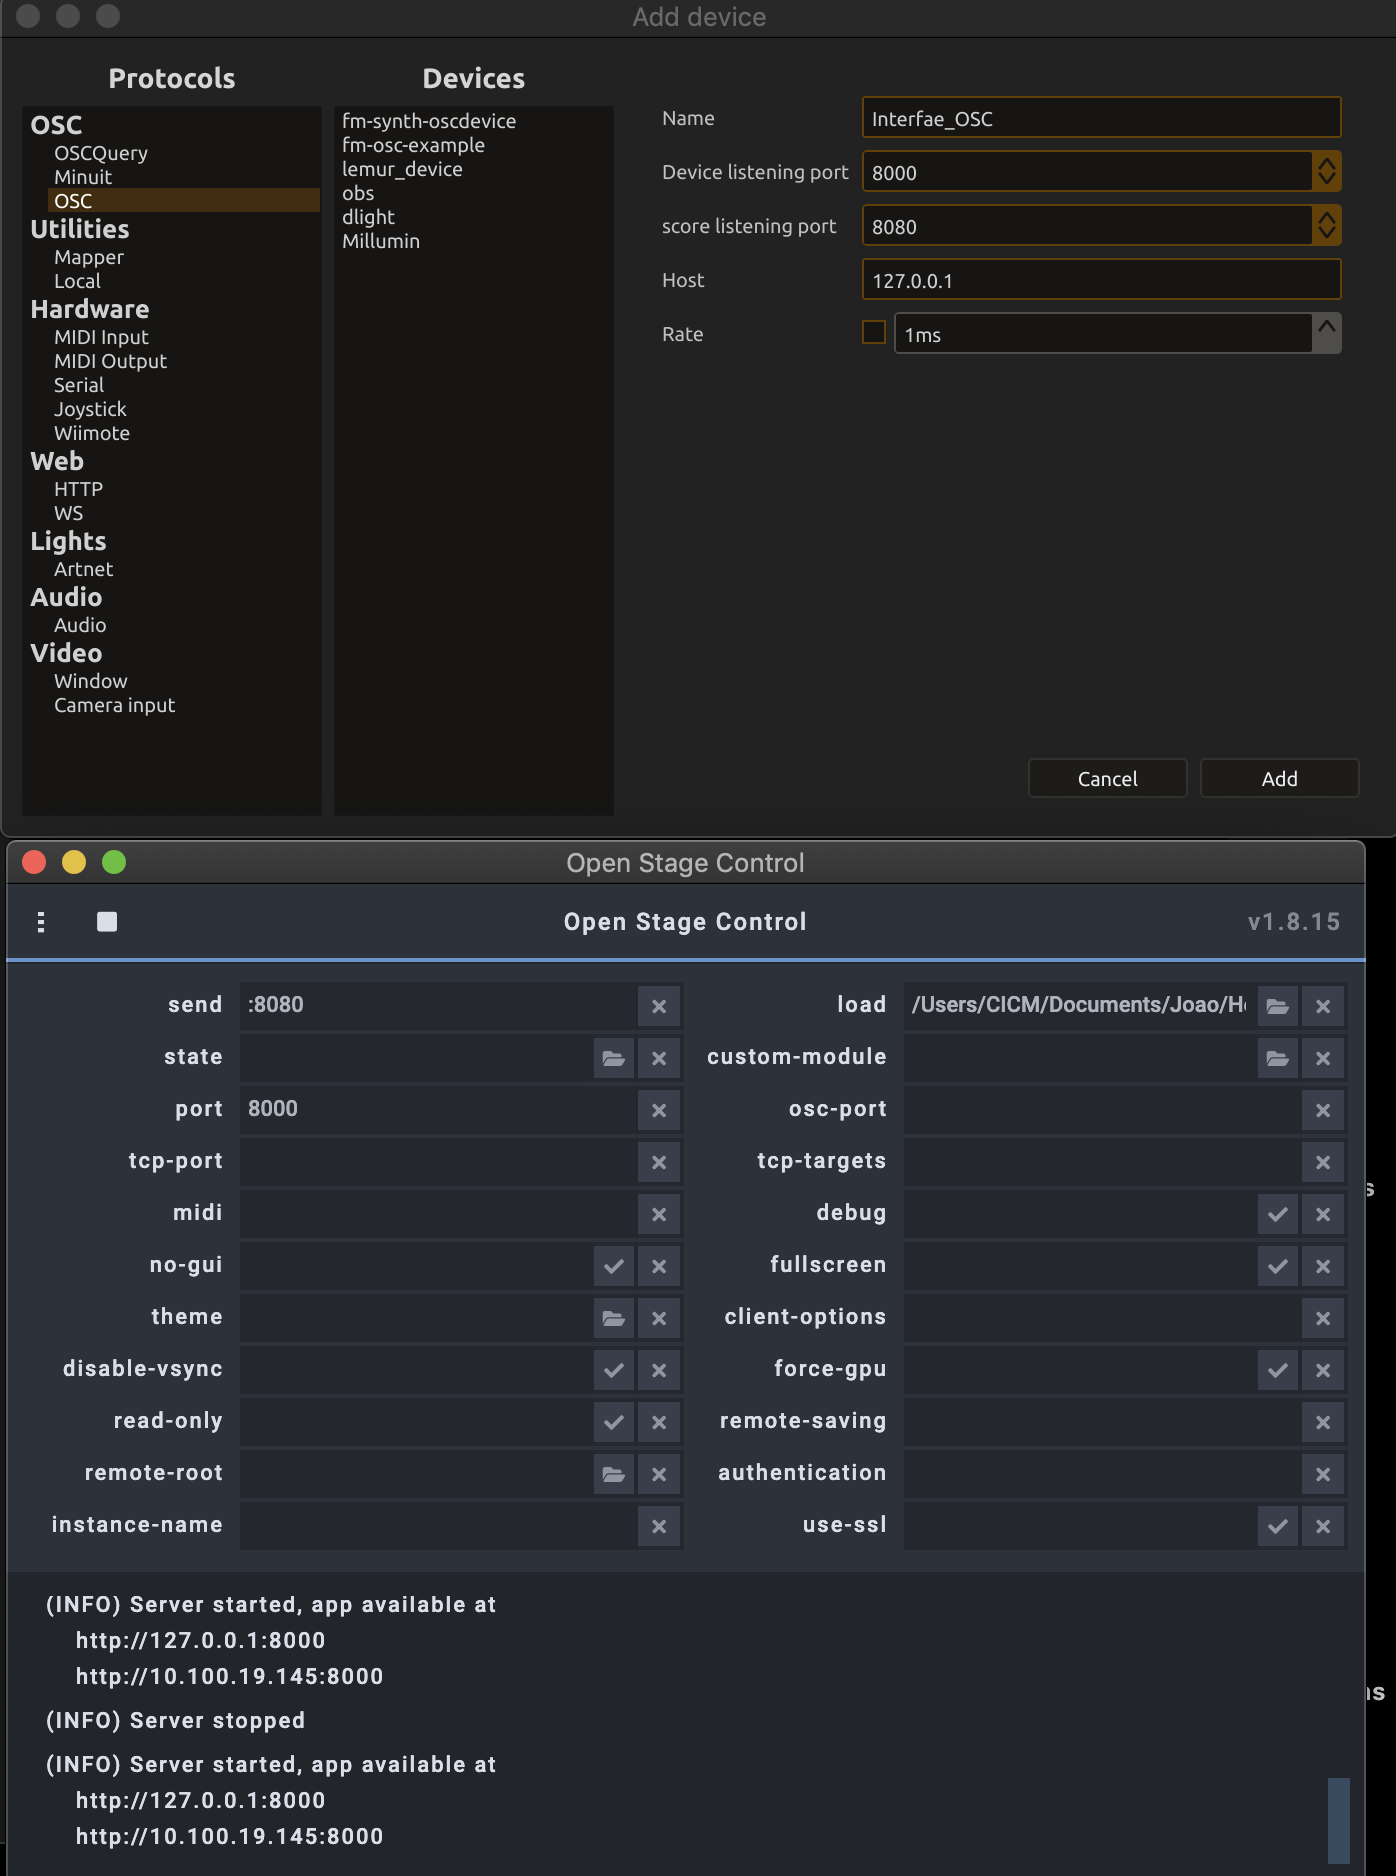 Add device
Protocols
OSC
OSCQuery
Minuit
OSC
Utilities
Mapper
Local
Hardware
MIDI Input
MIDI Output
Serial
Joystick
Wiimote
Web
HTTP
WS
Lights
Artnet
Audio
Audio
Video
Window
Camera input
Devices
fm-synth-oscdevice
fm-osc-example
lemur_device
obs
dlight
Millumin
Name Interfae_OSC
Device listening port 8000
score listening port 8080
Host 127.0.0.1
Rate 1ms
Cancel Add
Open Stage Control
Open Stage Control v1.8.15
send :8080 load /Users/CICM/Documents/Joao/H
state custom-module
port 8000 osc-port
tcp-port tcp-targets
midi debug
no-gui fullscreen
theme client-options
disable-vsync force-gpu
read-only remote-saving
remote-root authentication
instance-name use-ssl
(INFO) Server started, app available at
http://127.0.0.1:8000
http://10.100.19.145:8000
(INFO) Server stopped
(INFO) Server started, app available at
http://127.0.0.1:8000
http://10.100.19.145:8000